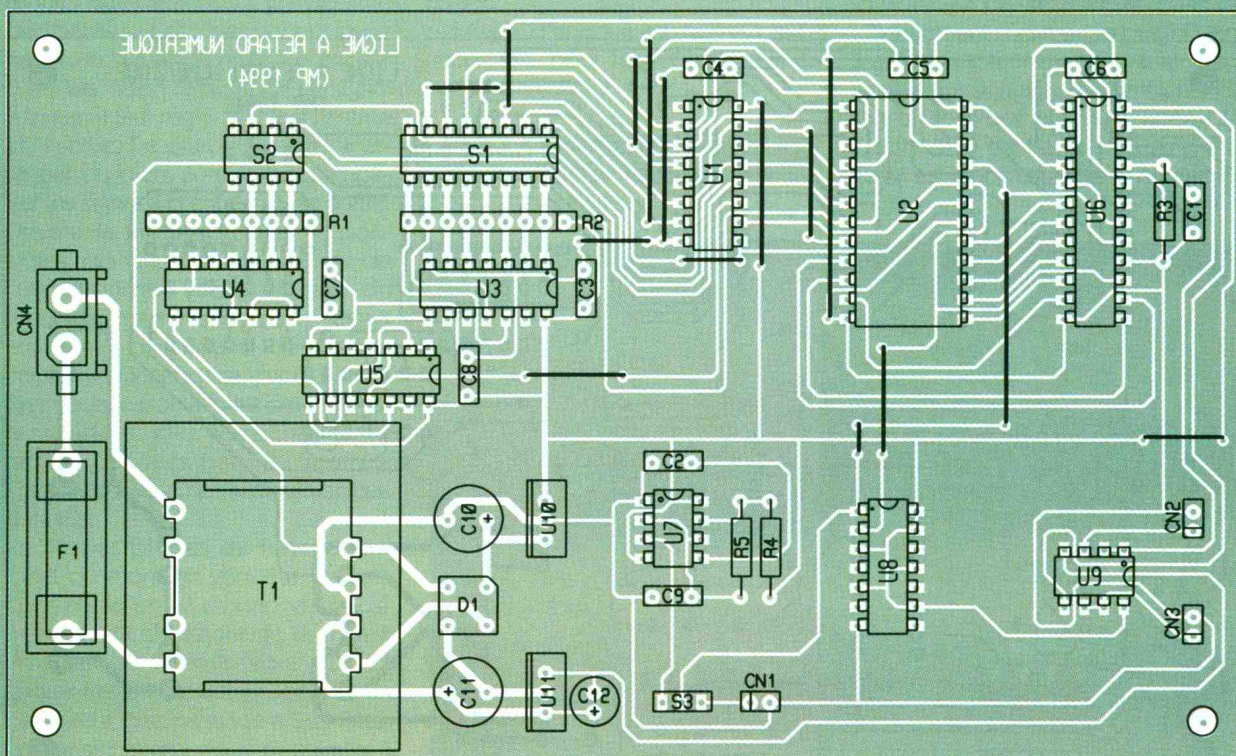 LIGNE A RETARD NUMERIQUE
(MP 1994)
C4
C5
C6
S2
S1
U1
U2
U6
R3
C1
R1
R2
U4
C7
U3
C3
CN4
U5
C8
C2
C10
U10
U7
R5
R4
CN2
F1
T1
D1
C9
U8
U9
CN3
C11
U11
C12
S3
CN1